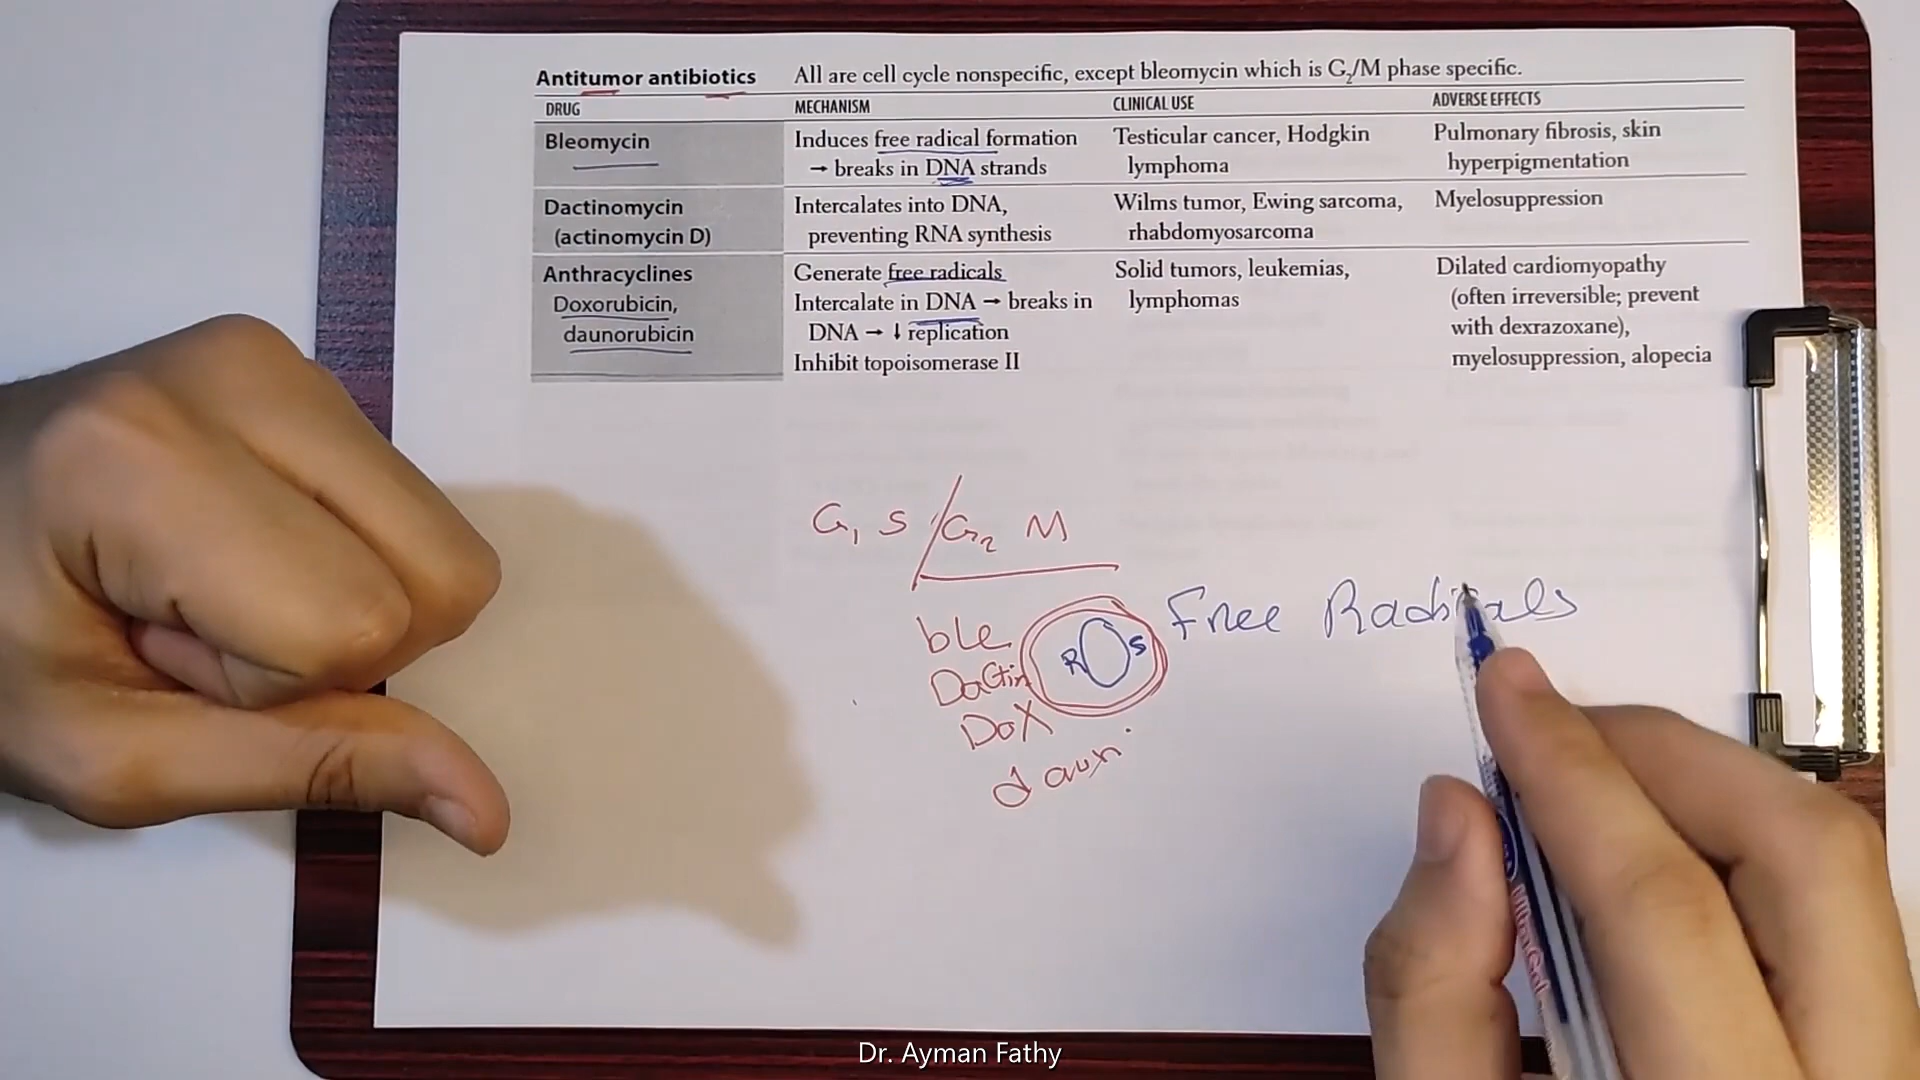 Antitumor antibiotics All are cell cycle nonspecific, except bleomycin which is G₂/M phase specific.
DRUG MECHANISM CLINICAL USE ADVERSE EFFECTS
Bleomycin Induces free radical formation Testicular cancer, Hodgkin Pulmonary fibrosis, skin
→ breaks in DNA strands lymphoma hyperpigmentation
Dactinomycin Intercalates into DNA, Wilms tumor, Ewing sarcoma, Myelosuppression
(actinomycin D) preventing RNA synthesis rhabdomyosarcoma
Anthracyclines Generate free radicals Solid tumors, leukemias, Dilated cardiomyopathy
Doxorubicin, Intercalate in DNA → breaks in lymphomas (often irreversible; prevent
daunorubicin DNA → ↓ replication with dexrazoxane),
Inhibit topoisomerase II myelosuppression, alopecia
G₁ S / G₂ M
Free Radicals
ble R O S
Dactin
Dox
Dr. Ayman Fathy